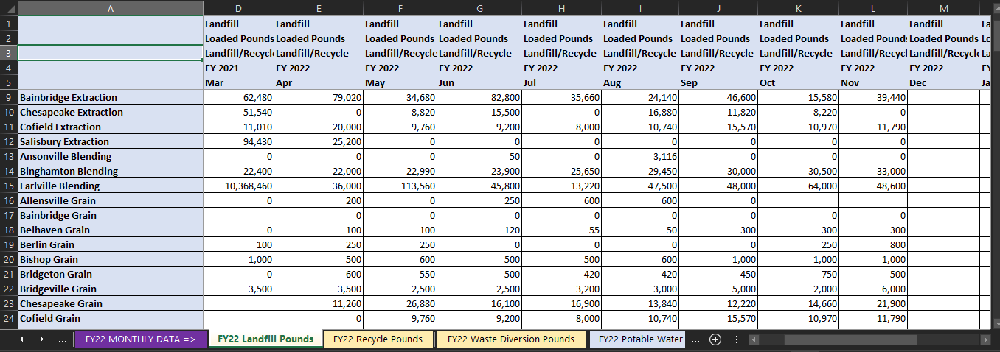 A D E F G H I J K L M
1 Landfill Landfill Landfill Landfill Landfill Landfill Landfill Landfill Landfill Landfill La
2 Loaded Pounds Loaded Pounds Loaded Pounds Loaded Pounds Loaded Pounds Loaded Pounds Loaded Pounds Loaded Pounds Loaded Pound Loaded Pounds Lo
3 Landfill/Recycl Landfill/Recycle Landfill/Recycle Landfill/Recycle Landfill/Recycle Landfill/Recycle Landfill/Recycle Landfill/Recycle Landfill/Recycl Landfill/Recycle La
4 FY 2021 FY 2022 FY 2022 FY 2022 FY 2022 FY 2022 FY 2022 FY 2022 FY 2022 FY 2022 FY
5 Mar Apr May Jun Jul Aug Sep Oct Nov Dec Ja
9 Bainbridge Extraction 62,480 79,020 34,680 82,800 35,660 24,140 46,600 15,580 39,440
10 Chesapeake Extraction 51,540 0 8,820 15,500 0 16,880 11,820 8,220 0
11 Cofield Extraction 11,010 20,000 9,760 9,200 8,000 10,740 15,570 10,970 11,790
12 Salisbury Extraction 94,430 25,200 0 0 0 0 0 0 0
13 Ansonville Blending 0 0 0 50 0 3,116 0 0 0
14 Binghamton Blending 22,400 22,000 22,990 23,900 25,650 29,450 30,000 30,500 33,000
15 Earlville Blending 10,368,460 36,000 113,560 45,800 13,220 47,500 48,000 64,000 48,600
16 Allensville Grain 0 200 0 250 600 600 0
17 Bainbridge Grain 0 0 0 0 0 0 0 0
18 Belhaven Grain 0 100 100 120 55 50 300 300 300
19 Berlin Grain 100 250 250 0 0 0 0 250 800
20 Bishop Grain 1,000 500 600 500 500 600 1,000 1,000 1,000
21 Bridgeton Grain 0 600 550 500 420 420 450 750 500
22 Bridgeville Grain 3,500 3,500 2,500 2,500 3,200 3,000 5,000 2,000 6,000
23 Chesapeake Grain 11,260 26,880 16,100 16,900 13,840 12,220 14,660 21,900
24 Cofield Grain 0 9,760 9,200 8,000 10,740 15,570 10,970 11,790
... FY22 MONTHLY DATA => FY22 Landfill Pounds FY22 Recycle Pounds FY22 Waste Diversion Pounds FY22 Potable Water ...